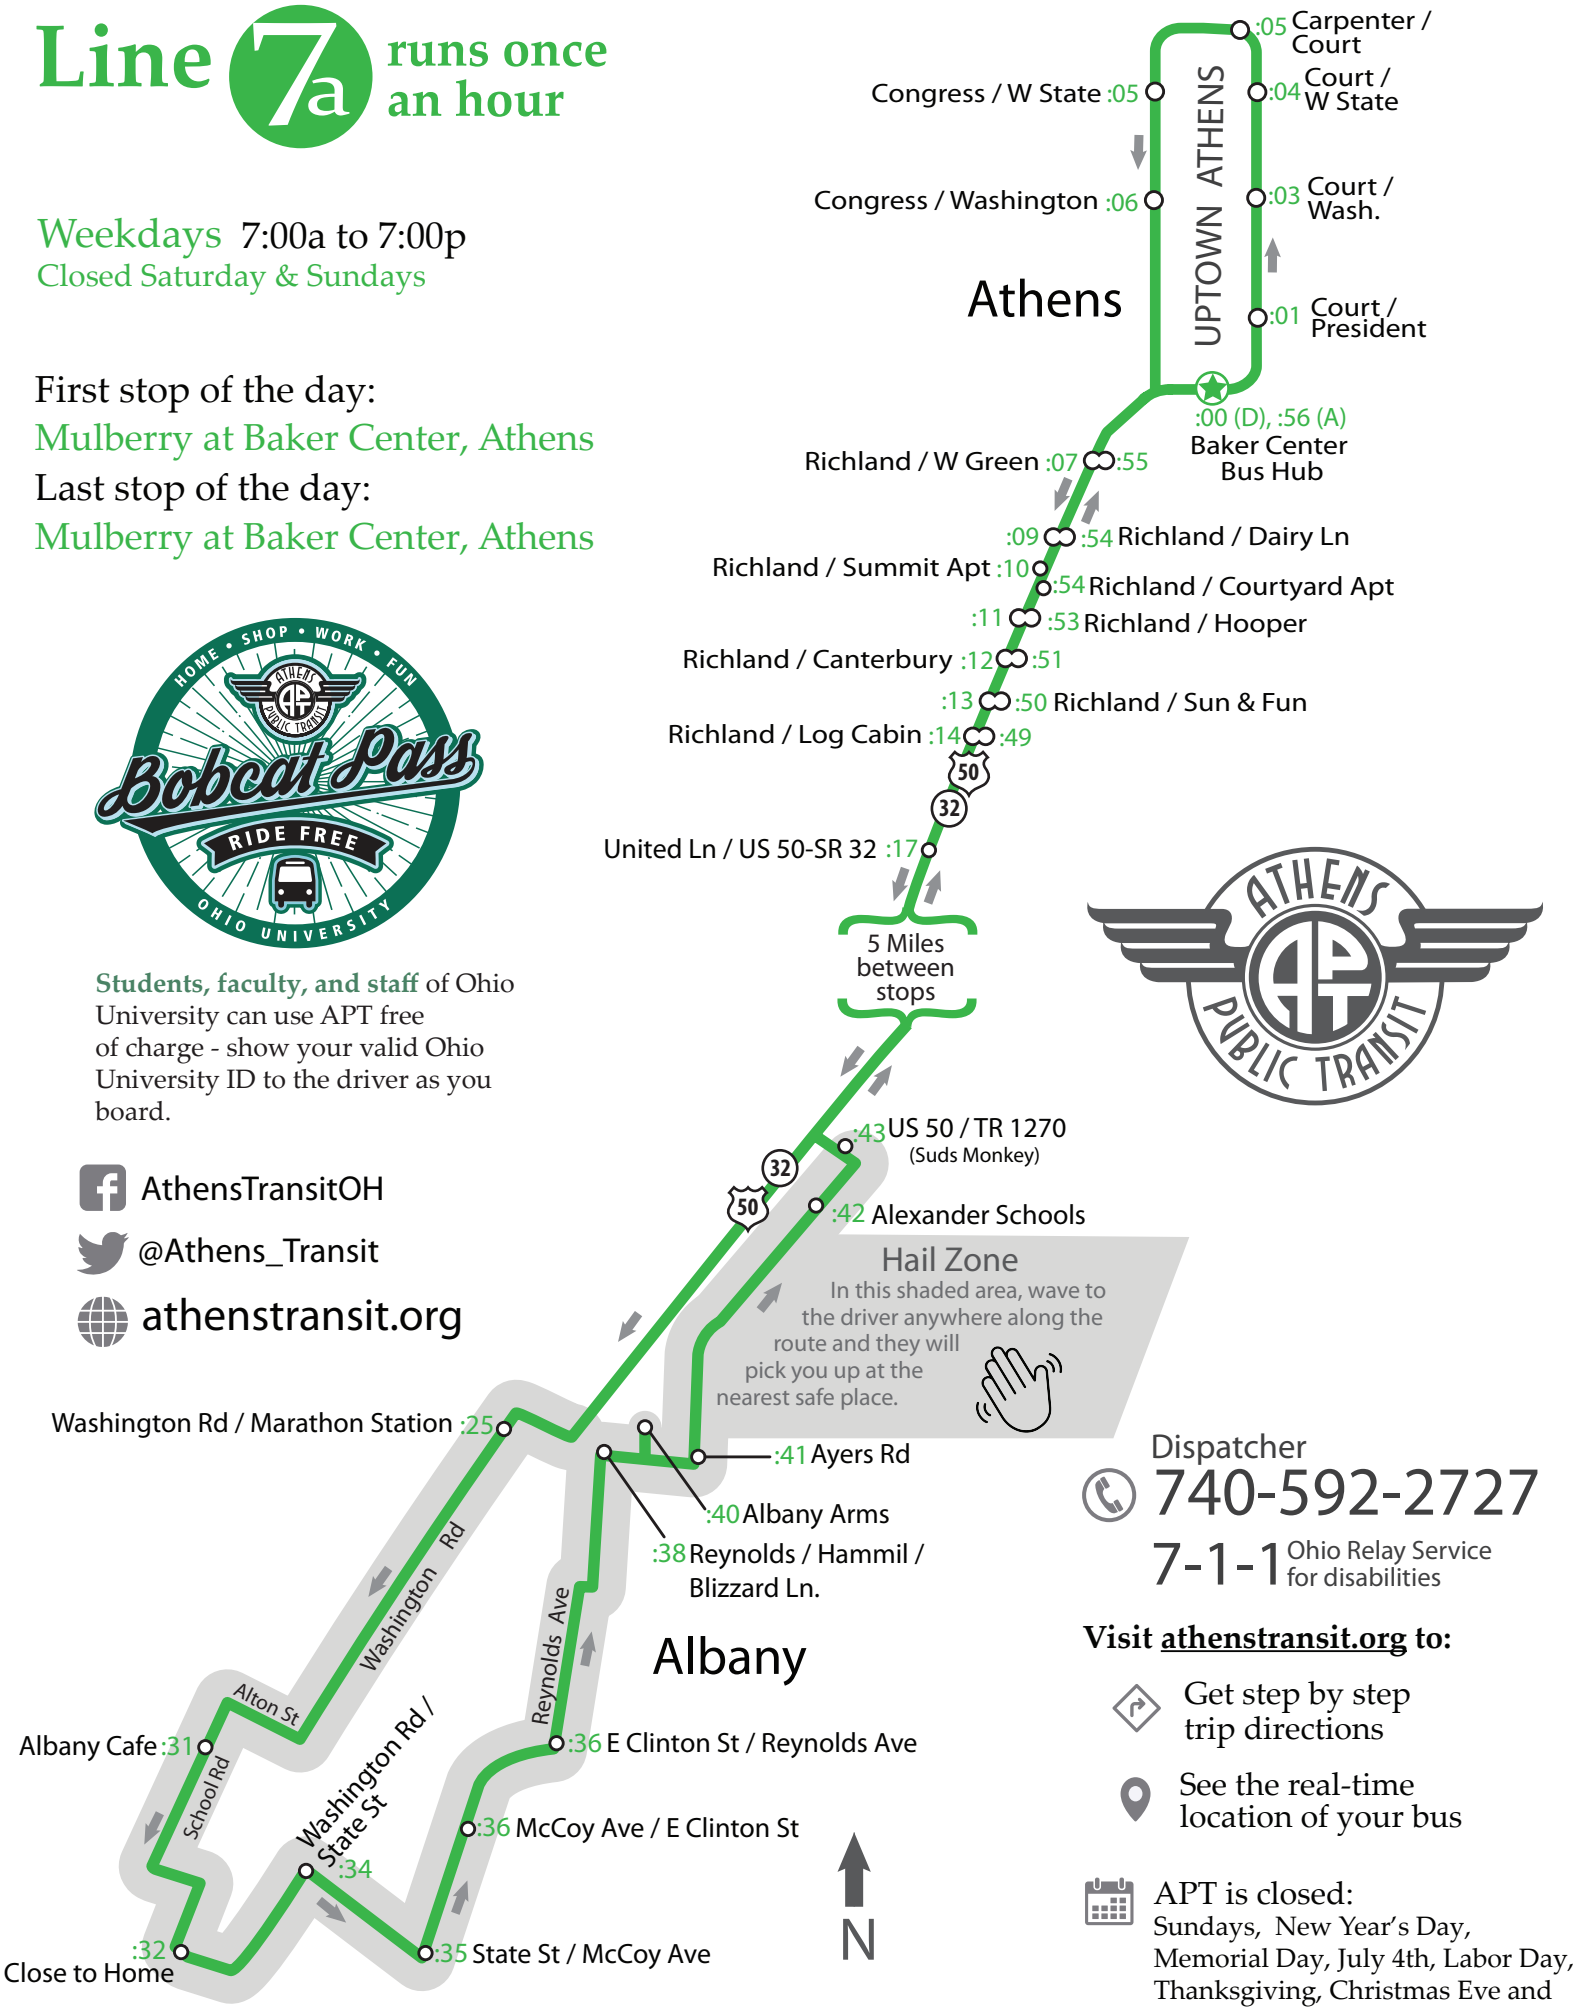 Line 7a runs once
an hour
Weekdays 7:00a to 7:00p
Closed Saturday & Sundays
First stop of the day:
Mulberry at Baker Center, Athens
Last stop of the day:
Mulberry at Baker Center, Athens
HOME • SHOP • WORK • FUN
ATHENS
APT
PUBLIC TRANSIT
Bobcat Pass
RIDE FREE
OHIO UNIVERSITY
Students, faculty, and staff of Ohio
University can use APT free
of charge - show your valid Ohio
University ID to the driver as you
board.
AthensTransitOH
@Athens_Transit
athenstransit.org
:05 Carpenter /
Court
Congress / W State :05
:04 Court /
W State
UPTOWN ATHENS
Congress / Washington :06
:03 Court /
Wash.
Athens
:01 Court /
President
:00 (D), :56 (A)
Baker Center
Bus Hub
Richland / W Green :07 :55
:09 :54 Richland / Dairy Ln
Richland / Summit Apt :10
:54 Richland / Courtyard Apt
:11 :53 Richland / Hooper
Richland / Canterbury :12 :51
:13 :50 Richland / Sun & Fun
Richland / Log Cabin :14 :49
50
32
United Ln / US 50-SR 32 :17
5 Miles
between
stops
ATHENS
APT
PUBLIC TRANSIT
:43 US 50 / TR 1270
(Suds Monkey)
32
50
:42 Alexander Schools
Hail Zone
In this shaded area, wave to
the driver anywhere along the
route and they will
pick you up at the
nearest safe place.
Washington Rd / Marathon Station :25
:41 Ayers Rd
:40 Albany Arms
:38 Reynolds / Hammil /
Blizzard Ln.
Washington Rd
Reynolds Ave
Albany
Alton St
Albany Cafe :31
School Rd
Washington Rd /
State St
:34
:36 E Clinton St / Reynolds Ave
:36 McCoy Ave / E Clinton St
:32
Close to Home
:35 State St / McCoy Ave
N
Dispatcher
740-592-2727
7-1-1 Ohio Relay Service
for disabilities
Visit athenstransit.org to:
Get step by step
trip directions
See the real-time
location of your bus
APT is closed:
Sundays, New Year's Day,
Memorial Day, July 4th, Labor Day,
Thanksgiving, Christmas Eve and